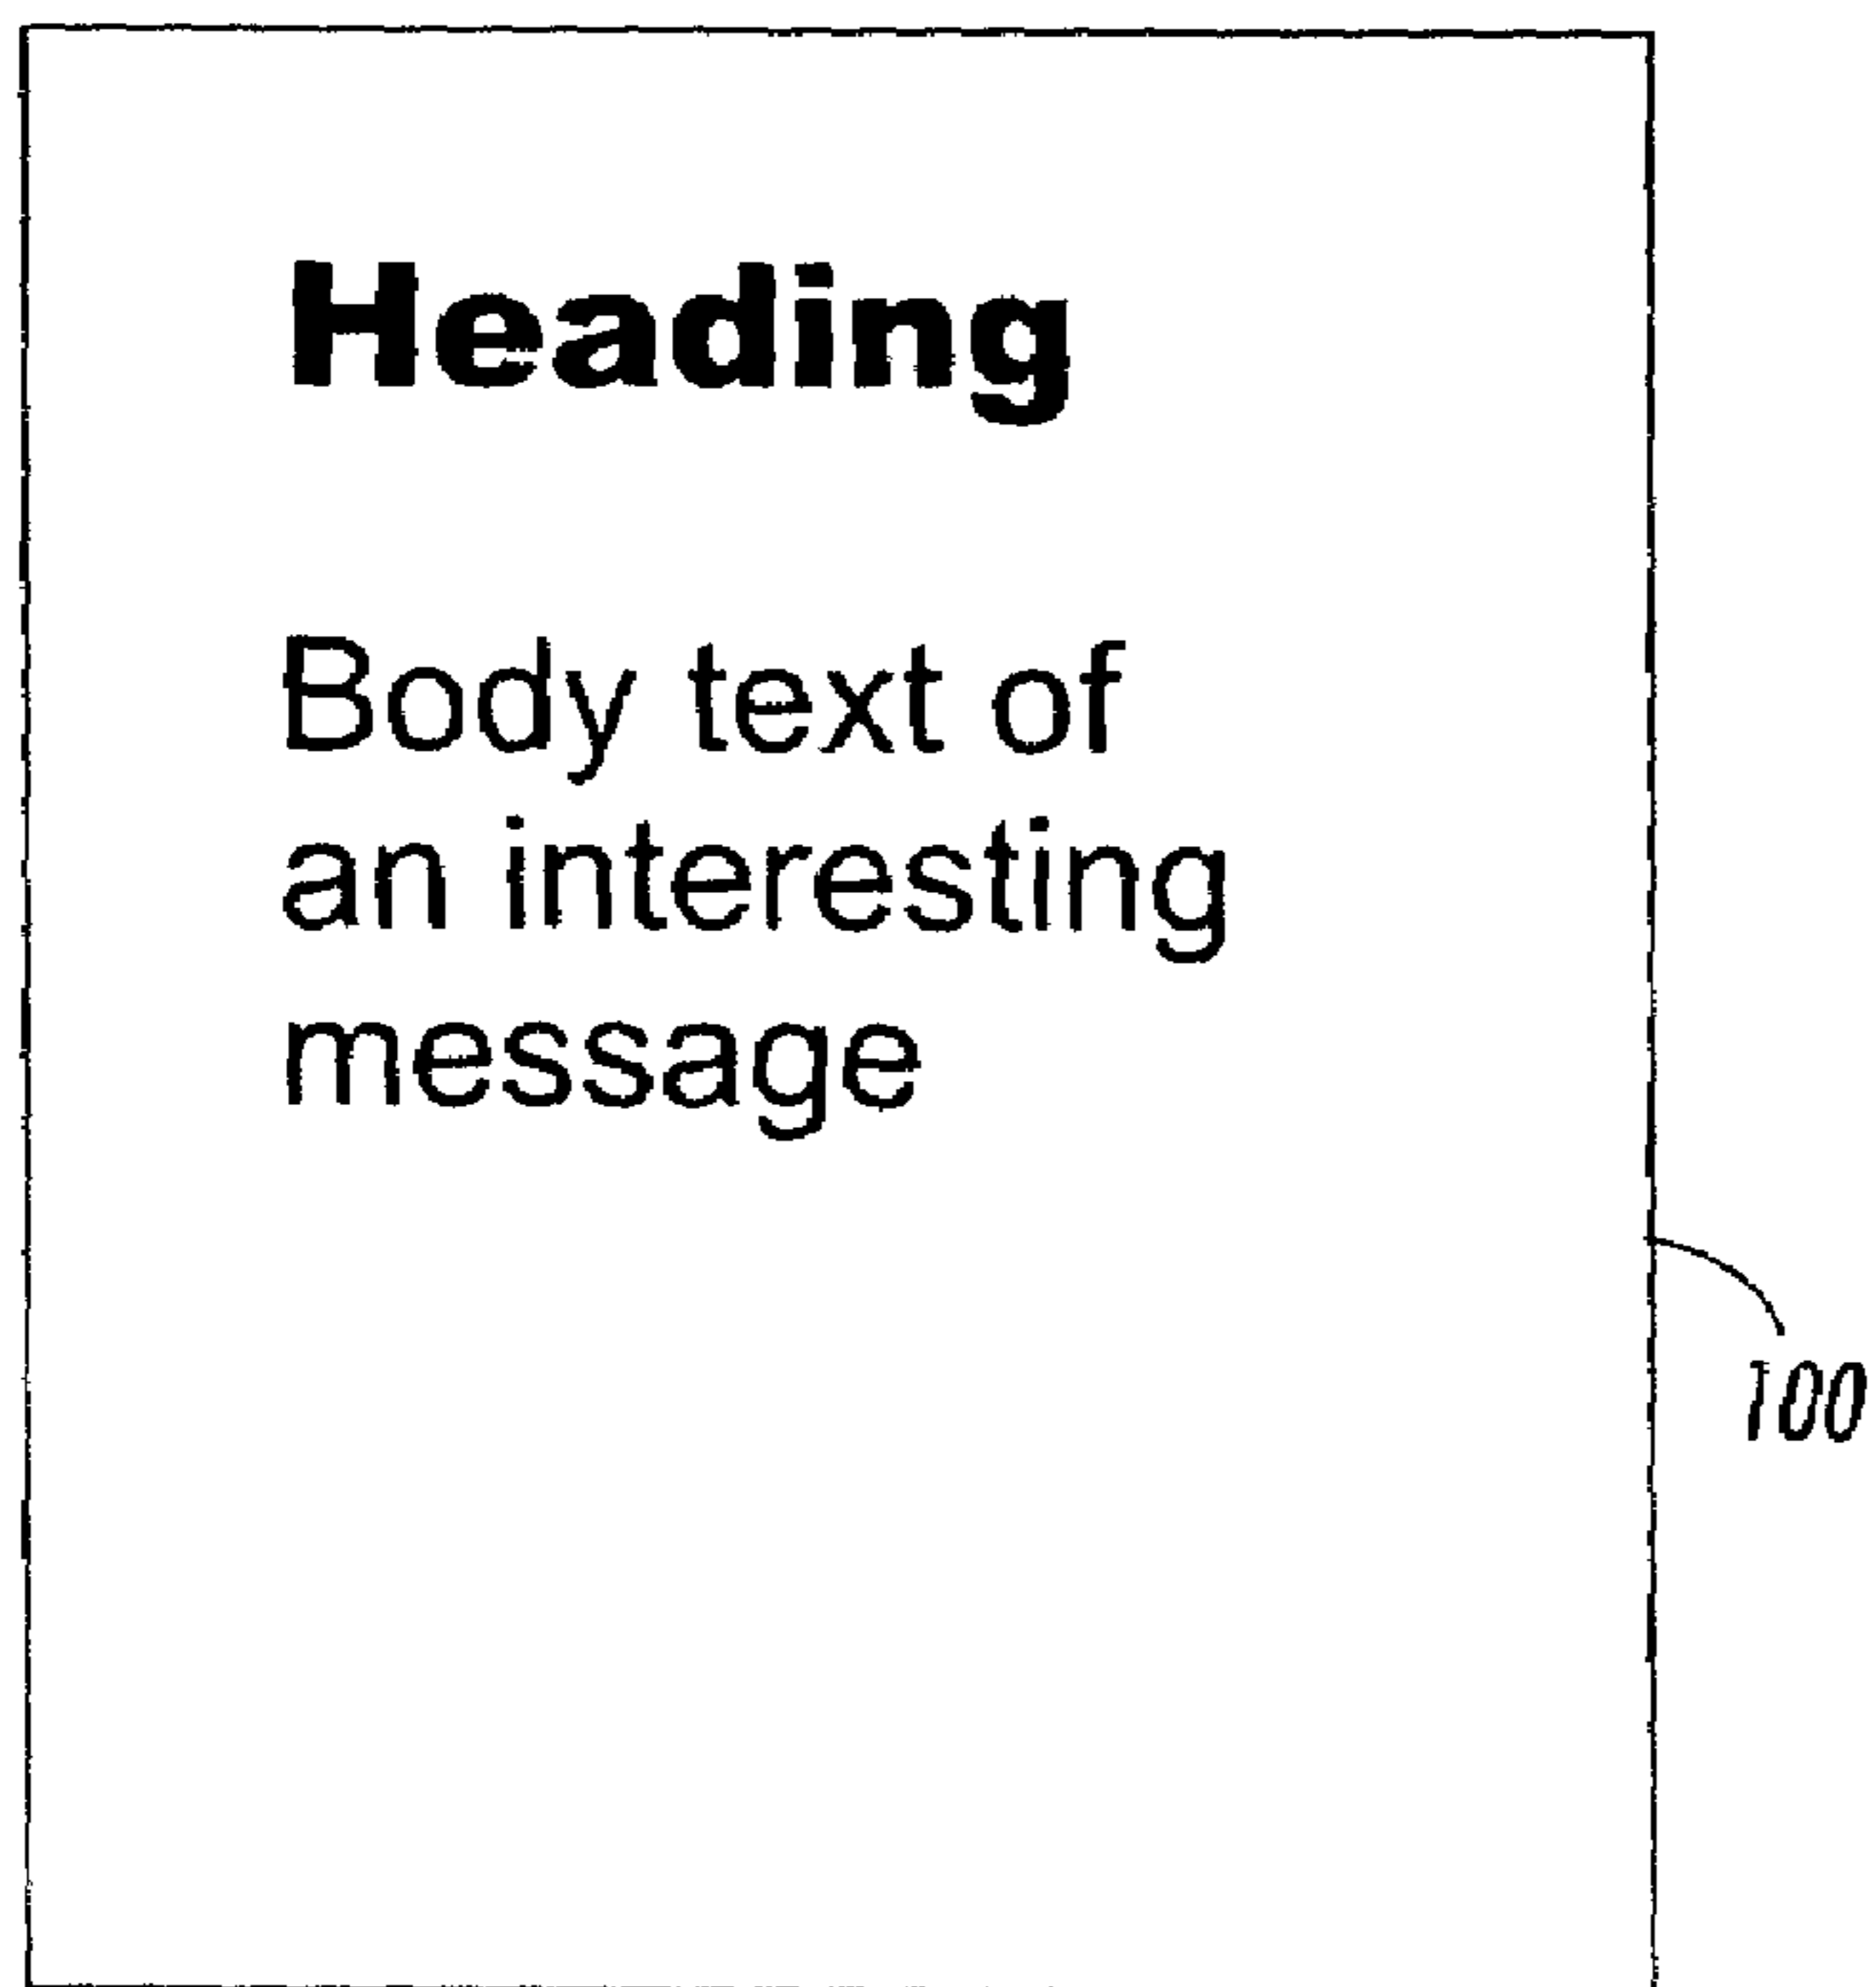 Heading
Body text of
an interesting
message
100